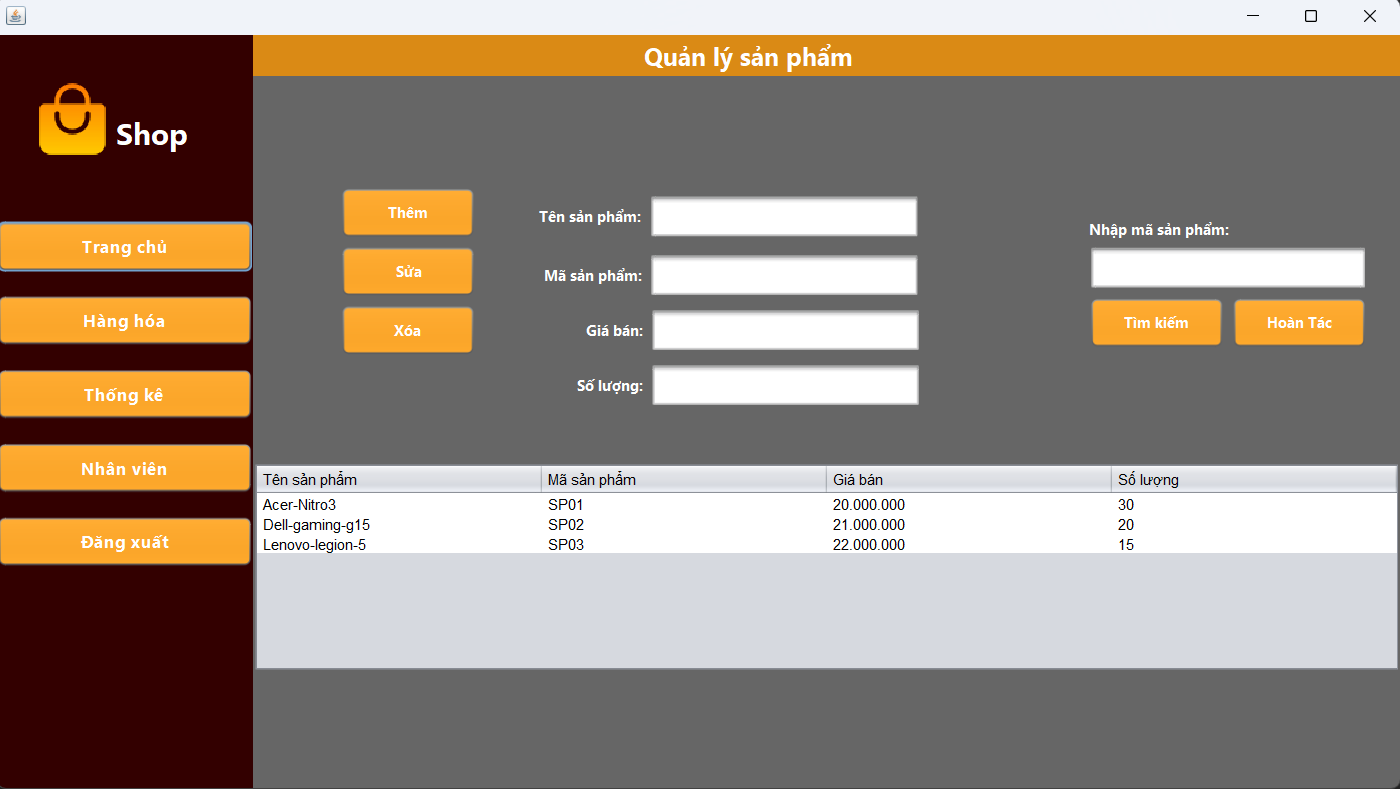 Quản lý sản phẩm
Shop
Trang chủ
Hàng hóa
Thống kê
Nhân viên
Đăng xuất
Thêm
Sửa
Xóa
Tên sản phẩm:
Mã sản phẩm:
Giá bán:
Số lượng:
Nhập mã sản phẩm:
Tìm kiếm Hoàn Tác
Tên sản phẩm Mã sản phẩm Giá bán Số lượng
Acer-Nitro3 SP01 20.000.000 30
Dell-gaming-g15 SP02 21.000.000 20
Lenovo-legion-5 SP03 22.000.000 15